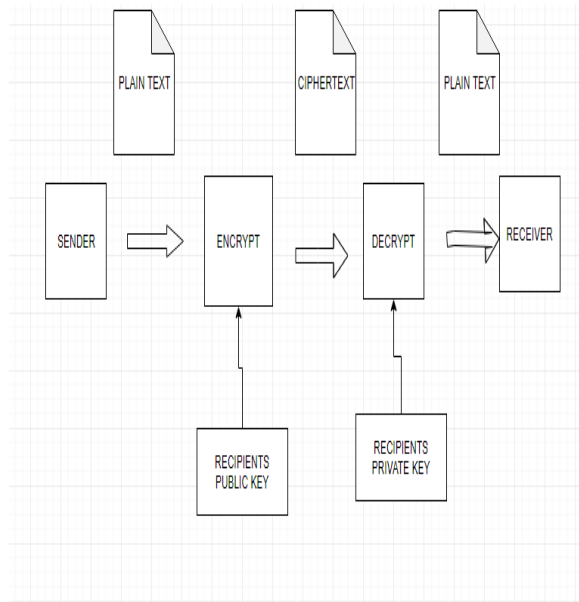 PLAIN TEXT
CIPHERTEXT
PLAIN TEXT
SENDER
ENCRYPT
DECRYPT
RECEIVER
RECIPIENTS
PUBLIC KEY
RECIPIENTS
PRIVATE KEY